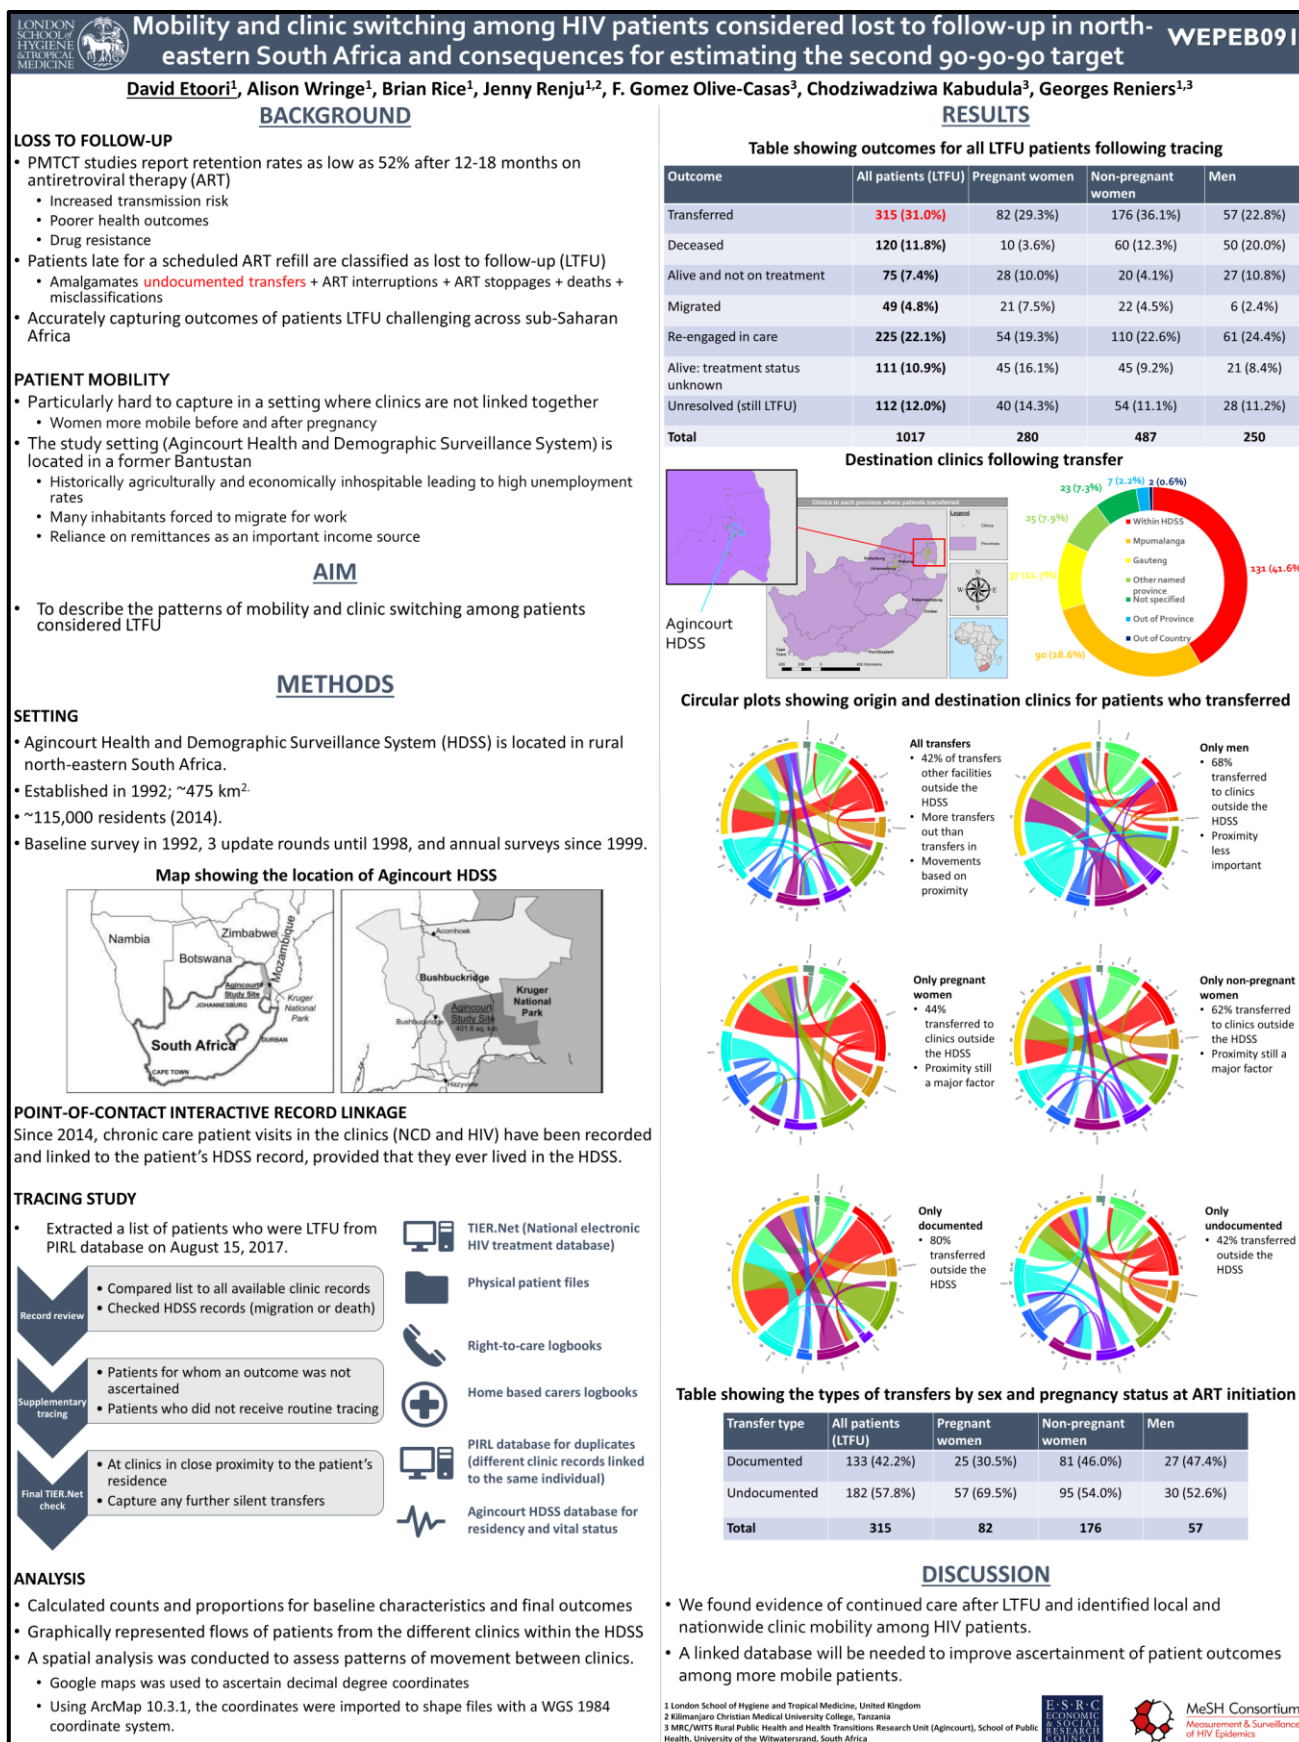 LONDON
SCHOOL of
HYGIENE
&TROPICAL
MEDICINE
Mobility and clinic switching among HIV patients considered lost to follow-up in north-
eastern South Africa and consequences for estimating the second 90-90-90 target
WEPEB091
David Etoori1, Alison Wringe1, Brian Rice1, Jenny Renju1,2, F. Gomez Olive-Casas3, Chodziwadziwa Kabudula3, Georges Reniers1,3
BACKGROUND
LOSS TO FOLLOW-UP
• PMTCT studies report retention rates as low as 52% after 12-18 months on
antiretroviral therapy (ART)
• Increased transmission risk
• Poorer health outcomes
• Drug resistance
• Patients late for a scheduled ART refill are classified as lost to follow-up (LTFU)
• Amalgamates undocumented transfers + ART interruptions + ART stoppages + deaths +
misclassifications
• Accurately capturing outcomes of patients LTFU challenging across sub-Saharan
Africa
PATIENT MOBILITY
• Particularly hard to capture in a setting where clinics are not linked together
• Women more mobile before and after pregnancy
• The study setting (Agincourt Health and Demographic Surveillance System) is
located in a former Bantustan
• Historically agriculturally and economically inhospitable leading to high unemployment
rates
• Many inhabitants forced to migrate for work
• Reliance on remittances as an important income source
AIM
• To describe the patterns of mobility and clinic switching among patients
considered LTFU
METHODS
SETTING
• Agincourt Health and Demographic Surveillance System (HDSS) is located in rural
north-eastern South Africa.
• Established in 1992; ~475 km2.
• ~115,000 residents (2014).
• Baseline survey in 1992, 3 update rounds until 1998, and annual surveys since 1999.
Map showing the location of Agincourt HDSS
Nambia
Zimbabwe
Botswana
Mozambique
Agincourt
Study Site
JOHANNESBURG
Kruger
National
Park
South Africa
DURBAN
CAPE TOWN
Acornhoek
Bushbuckridge
Kruger
National
Park
Agincourt
Study Site
401.8 sq. km
Bushbuckridge
Hazyview
POINT-OF-CONTACT INTERACTIVE RECORD LINKAGE
Since 2014, chronic care patient visits in the clinics (NCD and HIV) have been recorded
and linked to the patient's HDSS record, provided that they ever lived in the HDSS.
TRACING STUDY
• Extracted a list of patients who were LTFU from
PIRL database on August 15, 2017.
Record review
• Compared list to all available clinic records
• Checked HDSS records (migration or death)
Supplementary
tracing
• Patients for whom an outcome was not
ascertained
• Patients who did not receive routine tracing
Final TIER.Net
check
• At clinics in close proximity to the patient's
residence
• Capture any further silent transfers
TIER.Net (National electronic
HIV treatment database)
Physical patient files
Right-to-care logbooks
Home based carers logbooks
PIRL database for duplicates
(different clinic records linked
to the same individual)
Agincourt HDSS database for
residency and vital status
ANALYSIS
• Calculated counts and proportions for baseline characteristics and final outcomes
• Graphically represented flows of patients from the different clinics within the HDSS
• A spatial analysis was conducted to assess patterns of movement between clinics.
• Google maps was used to ascertain decimal degree coordinates
• Using ArcMap 10.3.1, the coordinates were imported to shape files with a WGS 1984
coordinate system.
RESULTS
Table showing outcomes for all LTFU patients following tracing
Outcome All patients (LTFU) Pregnant women Non-pregnant women Men
Transferred 315 (31.0%) 82 (29.3%) 176 (36.1%) 57 (22.8%)
Deceased 120 (11.8%) 10 (3.6%) 60 (12.3%) 50 (20.0%)
Alive and not on treatment 75 (7.4%) 28 (10.0%) 20 (4.1%) 27 (10.8%)
Migrated 49 (4.8%) 21 (7.5%) 22 (4.5%) 6 (2.4%)
Re-engaged in care 225 (22.1%) 54 (19.3%) 110 (22.6%) 61 (24.4%)
Alive: treatment status unknown 111 (10.9%) 45 (16.1%) 45 (9.2%) 21 (8.4%)
Unresolved (still LTFU) 112 (12.0%) 40 (14.3%) 54 (11.1%) 28 (11.2%)
Total 1017 280 487 250
Destination clinics following transfer
Clinics in each province where patients transferred
Legend
Clinics
Provinces
N
W E
S
Agincourt
HDSS
23 (7.3%)
7 (2.2%)
2 (0.6%)
25 (7.9%)
37 (11.7%)
90 (28.6%)
131 (41.6%
Within HDSS
Mpumalanga
Gauteng
Other named
province
Not specified
Out of Province
Out of Country
Circular plots showing origin and destination clinics for patients who transferred
All transfers
• 42% of transfers
other facilities
outside the
HDSS
• More transfers
out than
transfers in
• Movements
based on
proximity
Only men
• 68%
transferred
to clinics
outside the
HDSS
• Proximity
less
important
Only pregnant
women
• 44%
transferred to
clinics outside
the HDSS
• Proximity still
a major factor
Only non-pregnant
women
• 62% transferred
to clinics outside
the HDSS
• Proximity still a
major factor
Only
documented
• 80%
transferred
outside the
HDSS
Only
undocumented
• 42% transferred
outside the
HDSS
Table showing the types of transfers by sex and pregnancy status at ART initiation
Transfer type All patients (LTFU) Pregnant women Non-pregnant women Men
Documented 133 (42.2%) 25 (30.5%) 81 (46.0%) 27 (47.4%)
Undocumented 182 (57.8%) 57 (69.5%) 95 (54.0%) 30 (52.6%)
Total 315 82 176 57
DISCUSSION
• We found evidence of continued care after LTFU and identified local and
nationwide clinic mobility among HIV patients.
• A linked database will be needed to improve ascertainment of patient outcomes
among more mobile patients.
1 London School of Hygiene and Tropical Medicine, United Kingdom
2 Kilimanjaro Christian Medical University College, Tanzania
3 MRC/WITS Rural Public Health and Health Transitions Research Unit (Agincourt), School of Public
Health, University of the Witwatersrand, South Africa
E·S·R·C
ECONOMIC
& SOCIAL
RESEARCH
COUNCIL
MeSH Consortium
Measurement & Surveillance
of HIV Epidemics